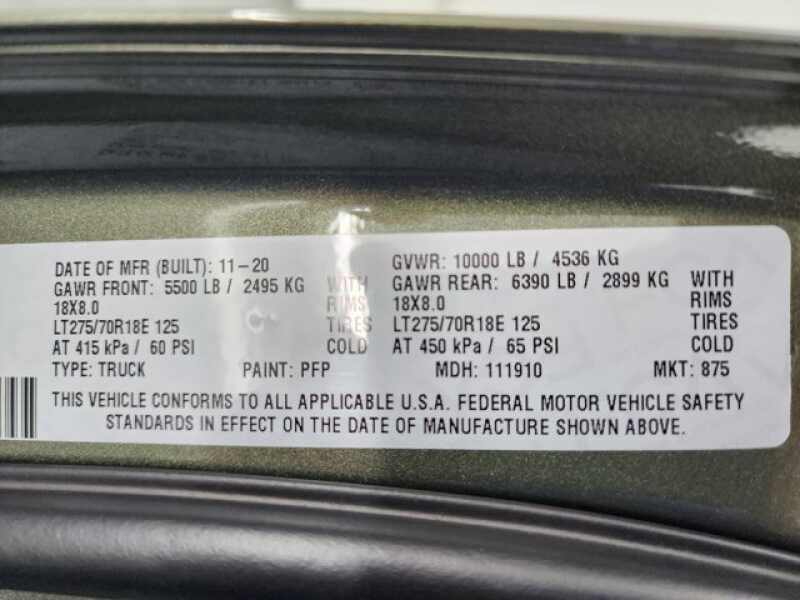 DATE OF MFR (BUILT): 11-20 GVWR: 10000 LB / 4536 KG
GAWR FRONT: 5500 LB / 2495 KG WITH GAWR REAR: 6390 LB / 2899 KG WITH
18X8.0 RIMS 18X8.0 RIMS
LT275/70R18E 125 TIRES LT275/70R18E 125 TIRES
AT 415 kPa / 60 PSI COLD AT 450 kPa / 65 PSI COLD
TYPE: TRUCK PAINT: PFP MDH: 111910 MKT: 875
THIS VEHICLE CONFORMS TO ALL APPLICABLE U.S.A. FEDERAL MOTOR VEHICLE SAFETY
STANDARDS IN EFFECT ON THE DATE OF MANUFACTURE SHOWN ABOVE.